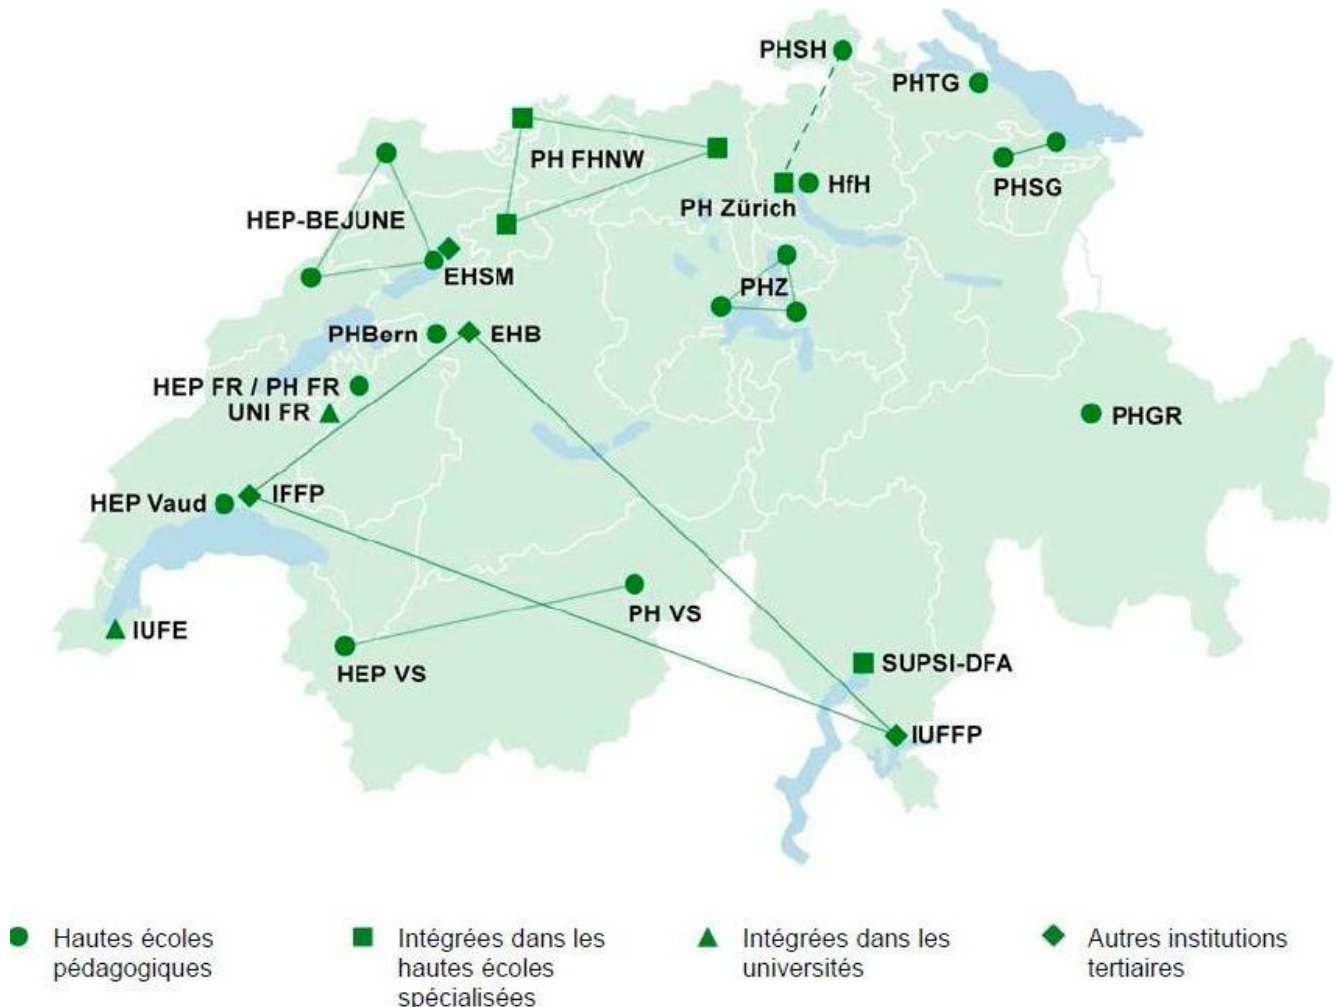 PHSH
PHTG
PH FHNW
PHSG
HfH
PH Zürich
HEP-BEJUNE
EHSM
PHZ
PHBern
EHB
HEP FR / PH FR
UNI FR
PHGR
HEP Vaud
IFFP
PH VS
IUFE
HEP VS
SUPSI-DFA
IUFFP
Hautes écoles
pédagogiques
Intégrées dans les
hautes écoles
spécialisées
Intégrées dans les
universités
Autres institutions
tertiaires